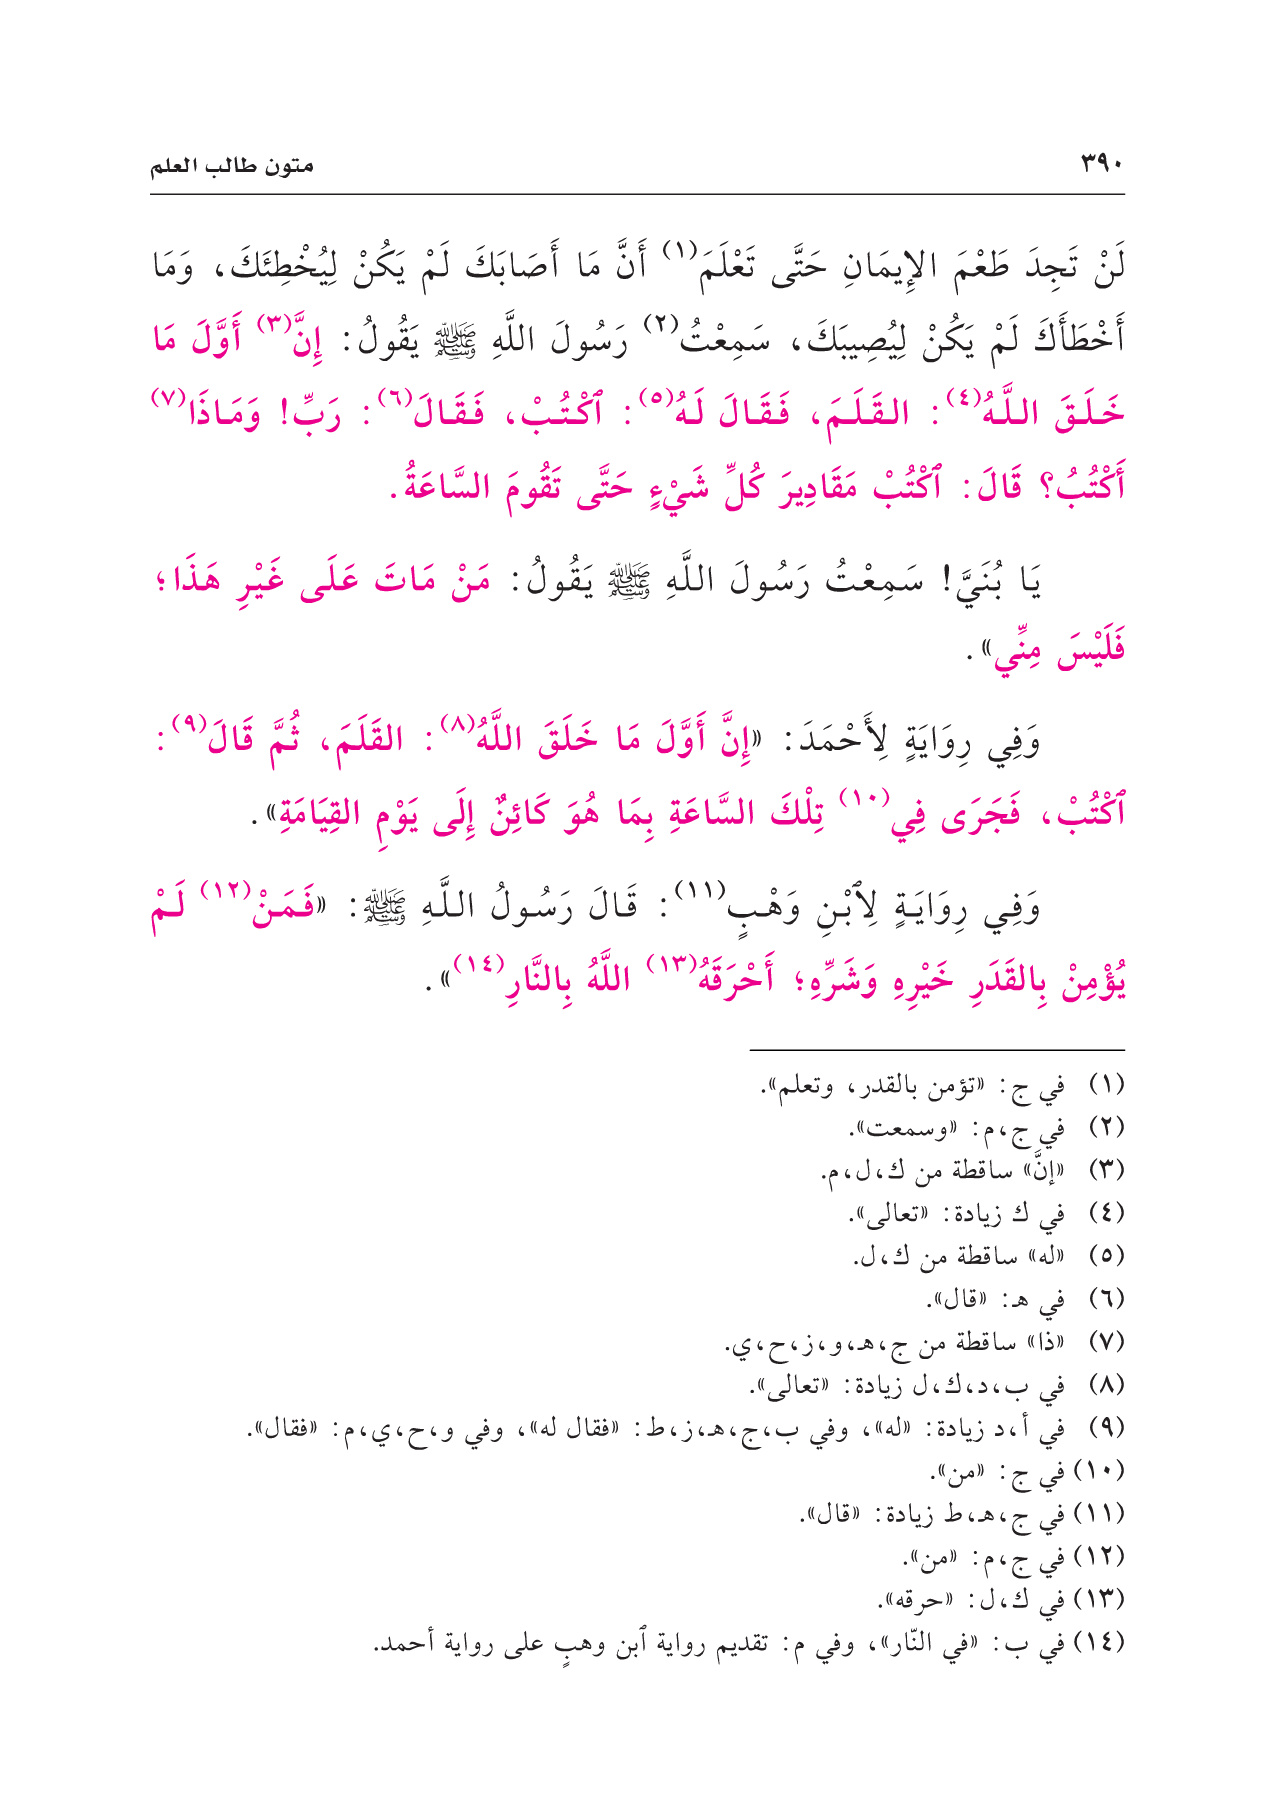 ٣٩٠
متون طالب العلم
لَنْ تَجِدَ طَعْمَ الإِيمَانِ حَتَّى تَعْلَمَ(١) أَنَّ مَا أَصَابَكَ لَمْ يَكُنْ لِيُخْطِئَكَ، وَمَا
أَخْطَأَكَ لَمْ يَكُنْ لِيُصِيبَكَ، سَمِعْتُ(٢) رَسُولَ اللَّهِ ﷺ يَقُولُ: إِنَّ(٣) أَوَّلَ مَا
خَلَقَ اللَّهُ(٤): القَلَمَ، فَقَالَ لَهُ(٥): ٱكْتُبْ، فَقَالَ(٦): رَبِّ! وَمَاذَا(٧)
أَكْتُبُ؟ قَالَ: ٱكْتُبْ مَقَادِيرَ كُلِّ شَيْءٍ حَتَّى تَقُومَ السَّاعَةُ.
يَا بُنَيَّ! سَمِعْتُ رَسُولَ اللَّهِ ﷺ يَقُولُ: مَنْ مَاتَ عَلَى غَيْرِ هَذَا؛
فَلَيْسَ مِنِّي».
وَفِي رِوَايَةٍ لِأَحْمَدَ: «إِنَّ أَوَّلَ مَا خَلَقَ اللَّهُ(٨): القَلَمَ، ثُمَّ قَالَ(٩):
ٱكْتُبْ، فَجَرَى فِي(١٠) تِلْكَ السَّاعَةِ بِمَا هُوَ كَائِنٌ إِلَى يَوْمِ القِيَامَةِ».
وَفِي رِوَايَةٍ لِٱبْنِ وَهْبٍ(١١): قَالَ رَسُولُ اللَّهِ ﷺ: «فَمَنْ(١٢) لَمْ
يُؤْمِنْ بِالقَدَرِ خَيْرِهِ وَشَرِّهِ؛ أَحْرَقَهُ(١٣) اللَّهُ بِالنَّارِ(١٤)».
(١) في ج: «تؤمن بالقدر، وتعلم».
(٢) في ج،م: «وسمعت».
(٣) «إنَّ» ساقطة من ك،ل،م.
(٤) في ك زيادة: «تعالى».
(٥) «له» ساقطة من ك،ل.
(٦) في هـ: «قال».
(٧) «ذا» ساقطة من ج،هـ،و،ز،ح،ي.
(٨) في ب،د،ك،ل زيادة: «تعالى».
(٩) في أ،د زيادة: «له»، وفي ب،ج،هـ،ز،ط: «فقال له»، وفي و،ح،ي،م: «فقال».
(١٠) في ج: «من».
(١١) في ج،هـ،ط زيادة: «قال».
(١٢) في ج،م: «من».
(١٣) في ك،ل: «حرقه».
(١٤) في ب: «في النّار»، وفي م: تقديم رواية ٱبن وهبٍ على رواية أحمد.